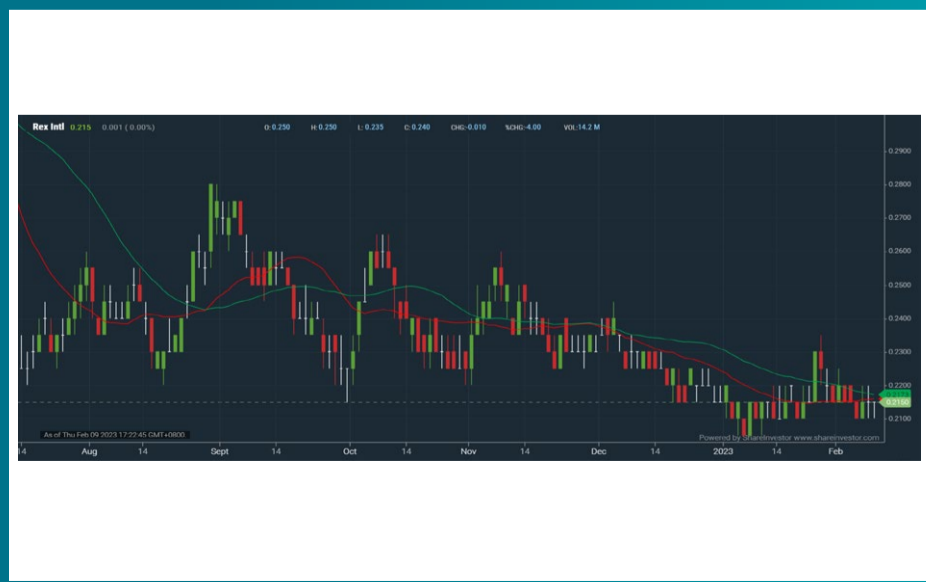 Rex Intl 0.215 0.001 ( 0.00%) O: 0.250 H: 0.250 L: 0.235 C: 0.240 CHG:-0.010 %CHG:-4.00 VOL:14.2 M
0.2900
0.2800
0.2700
0.2600
0.2500
0.2400
0.2300
0.2200
0.2150
0.2100
As of Thu Feb 09 2023 17:22:45 GMT+0800
Powered by ShareInvestor www.shareinvestor.com
14 Aug 14 Sept 14 Oct 14 Nov 14 Dec 14 2023 14 Feb